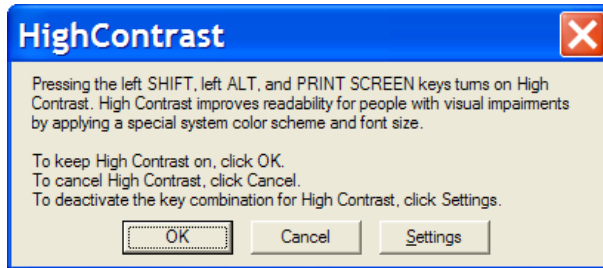 HighContrast
Pressing the left SHIFT, left ALT, and PRINT SCREEN keys turns on High
Contrast. High Contrast improves readability for people with visual impairments
by applying a special system color scheme and font size.
To keep High Contrast on, click OK.
To cancel High Contrast, click Cancel.
To deactivate the key combination for High Contrast, click Settings.
OK Cancel Settings